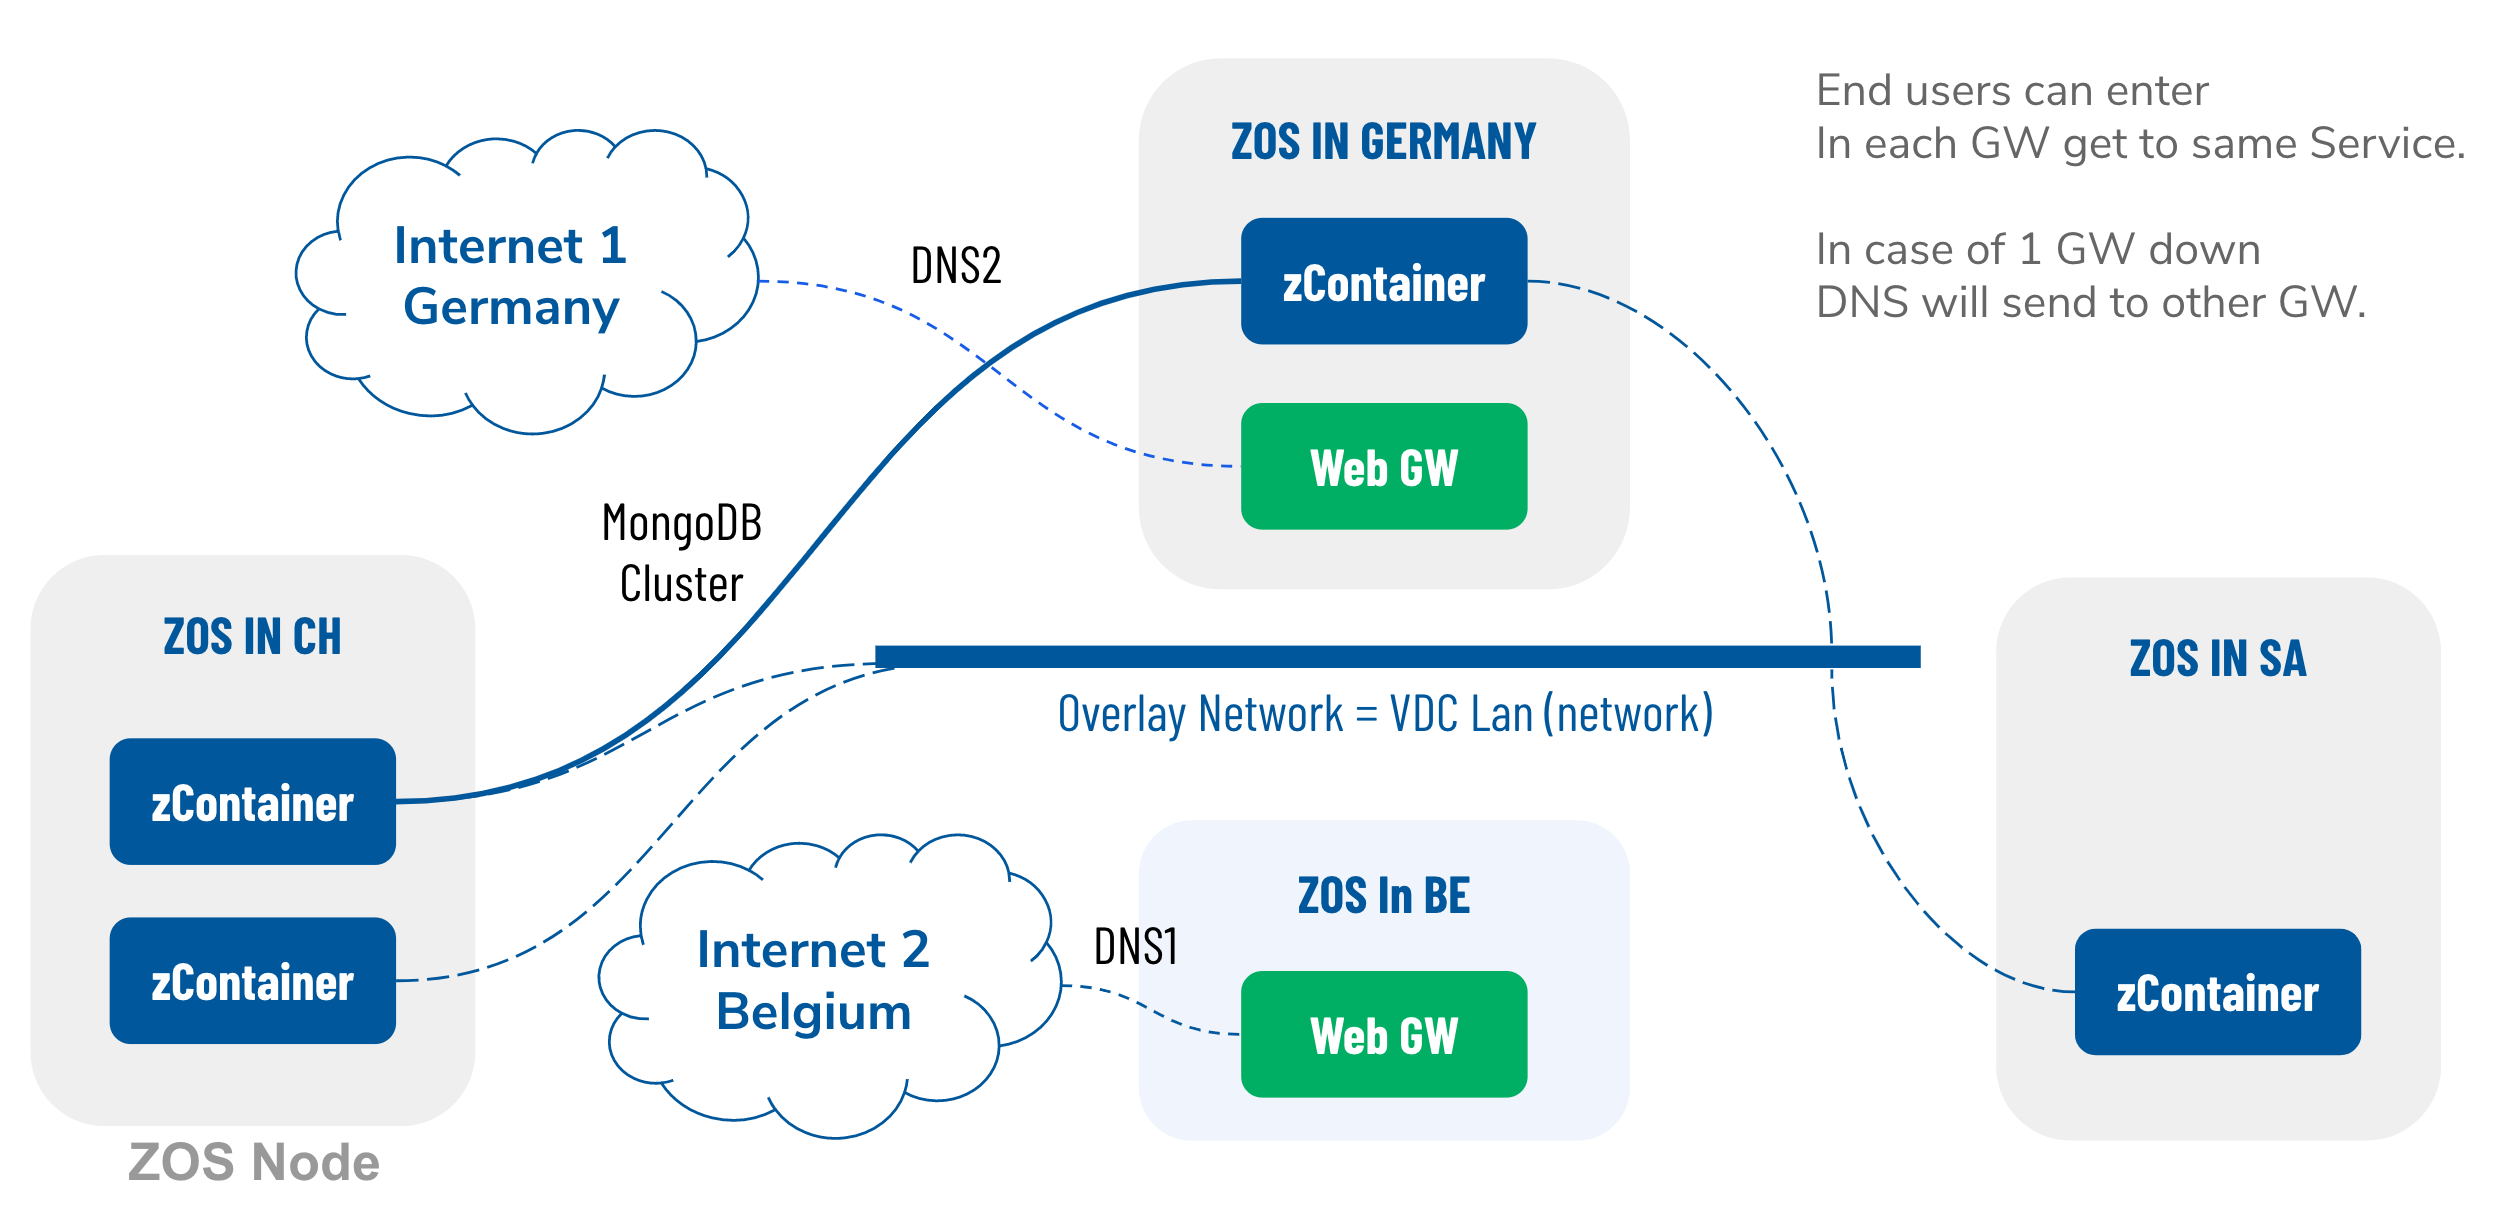 End users can enter
In each GW get to same Service.
In case of 1 GW down
DNS will send to other GW.
ZOS IN GERMANY
zContainer
Web GW
Internet 1
Germany
DNS2
MongoDB
Cluster
ZOS IN CH
zContainer
zContainer
ZOS Node
Overlay Network = VDC Lan (network)
Internet 2
Belgium
DNS1
ZOS In BE
Web GW
ZOS IN SA
zContainer